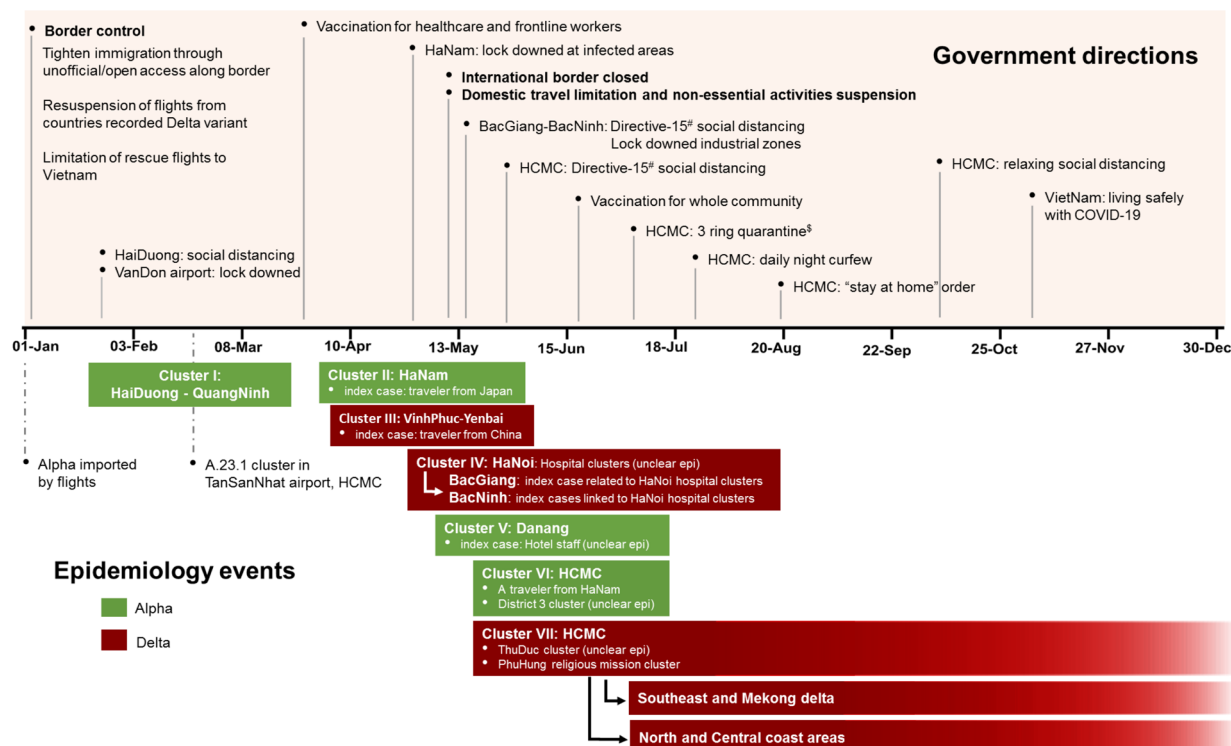 Government directions
• Border control
Tighten immigration through
unofficial/open access along border
Resuspension of flights from
countries recorded Delta variant
Limitation of rescue flights to
Vietnam
• HaiDuong: social distancing
• VanDon airport: lock downed
• Vaccination for healthcare and frontline workers
• HaNam: lock downed at infected areas
• International border closed
• Domestic travel limitation and non-essential activities suspension
• BacGiang-BacNinh: Directive-15# social distancing
Lock downed industrial zones
• HCMC: Directive-15# social distancing
• Vaccination for whole community
• HCMC: 3 ring quarantine$
• HCMC: daily night curfew
• HCMC: “stay at home” order
• HCMC: relaxing social distancing
• VietNam: living safely
with COVID-19
01-Jan
03-Feb
08-Mar
10-Apr
13-May
15-Jun
18-Jul
20-Aug
22-Sep
25-Oct
27-Nov
30-Dec
Cluster I:
HaiDuong - QuangNinh
Cluster II: HaNam
• index case: traveler from Japan
Cluster III: VinhPhuc-Yenbai
• index case: traveler from China
• Alpha imported
by flights
• A.23.1 cluster in
TanSanNhat airport, HCMC
Cluster IV: HaNoi: Hospital clusters (unclear epi)
BacGiang: index case related to HaNoi hospital clusters
BacNinh: index cases linked to HaNoi hospital clusters
Cluster V: Danang
• index case: Hotel staff (unclear epi)
Cluster VI: HCMC
• A traveler from HaNam
• District 3 cluster (unclear epi)
Cluster VII: HCMC
• ThuDuc cluster (unclear epi)
• PhuHung religious mission cluster
Southeast and Mekong delta
North and Central coast areas
Epidemiology events
Alpha
Delta